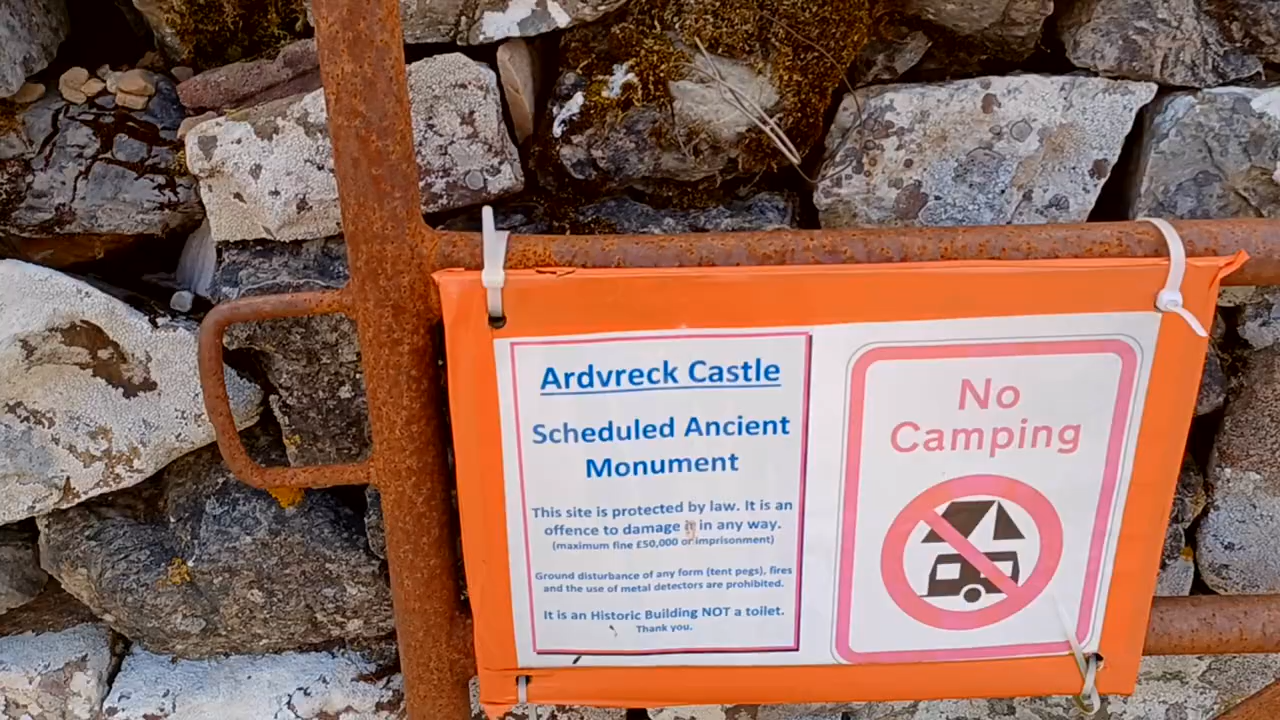 Ardvreck Castle
Scheduled Ancient
Monument
This site is protected by law. It is an
offence to damage it in any way.
(maximum fine £50,000 or imprisonment)
Ground disturbance of any form (tent pegs), fires
and the use of metal detectors are prohibited.
It is an Historic Building NOT a toilet.
Thank you.
No
Camping